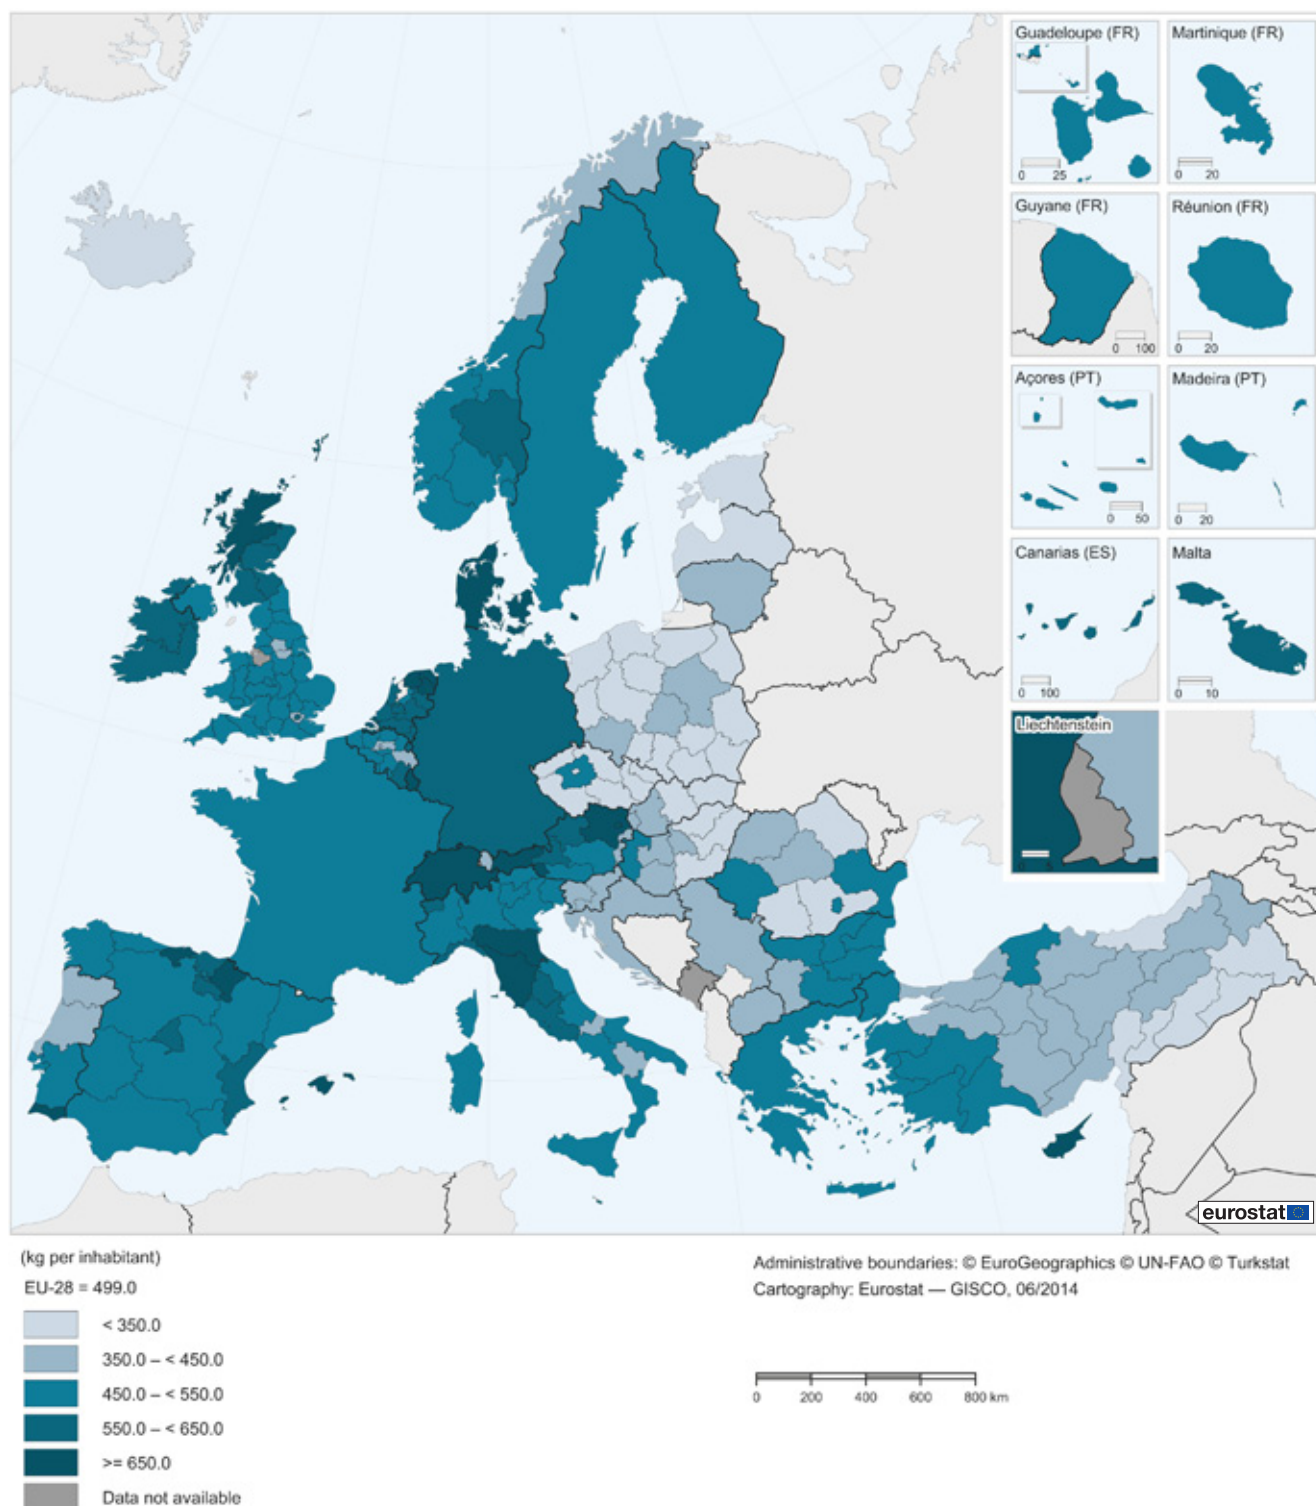 Guadeloupe (FR)
0 25
Martinique (FR)
0 20
Guyane (FR)
0 100
Réunion (FR)
0 20
Açores (PT)
0 50
Madeira (PT)
0 20
Canarias (ES)
0 100
Malta
0 10
Liechtenstein
eurostat
(kg per inhabitant)
EU-28 = 499.0
< 350.0
350.0 – < 450.0
450.0 – < 550.0
550.0 – < 650.0
>= 650.0
Data not available
Administrative boundaries: © EuroGeographics © UN-FAO © Turkstat
Cartography: Eurostat — GISCO, 06/2014
0 200 400 600 800 km